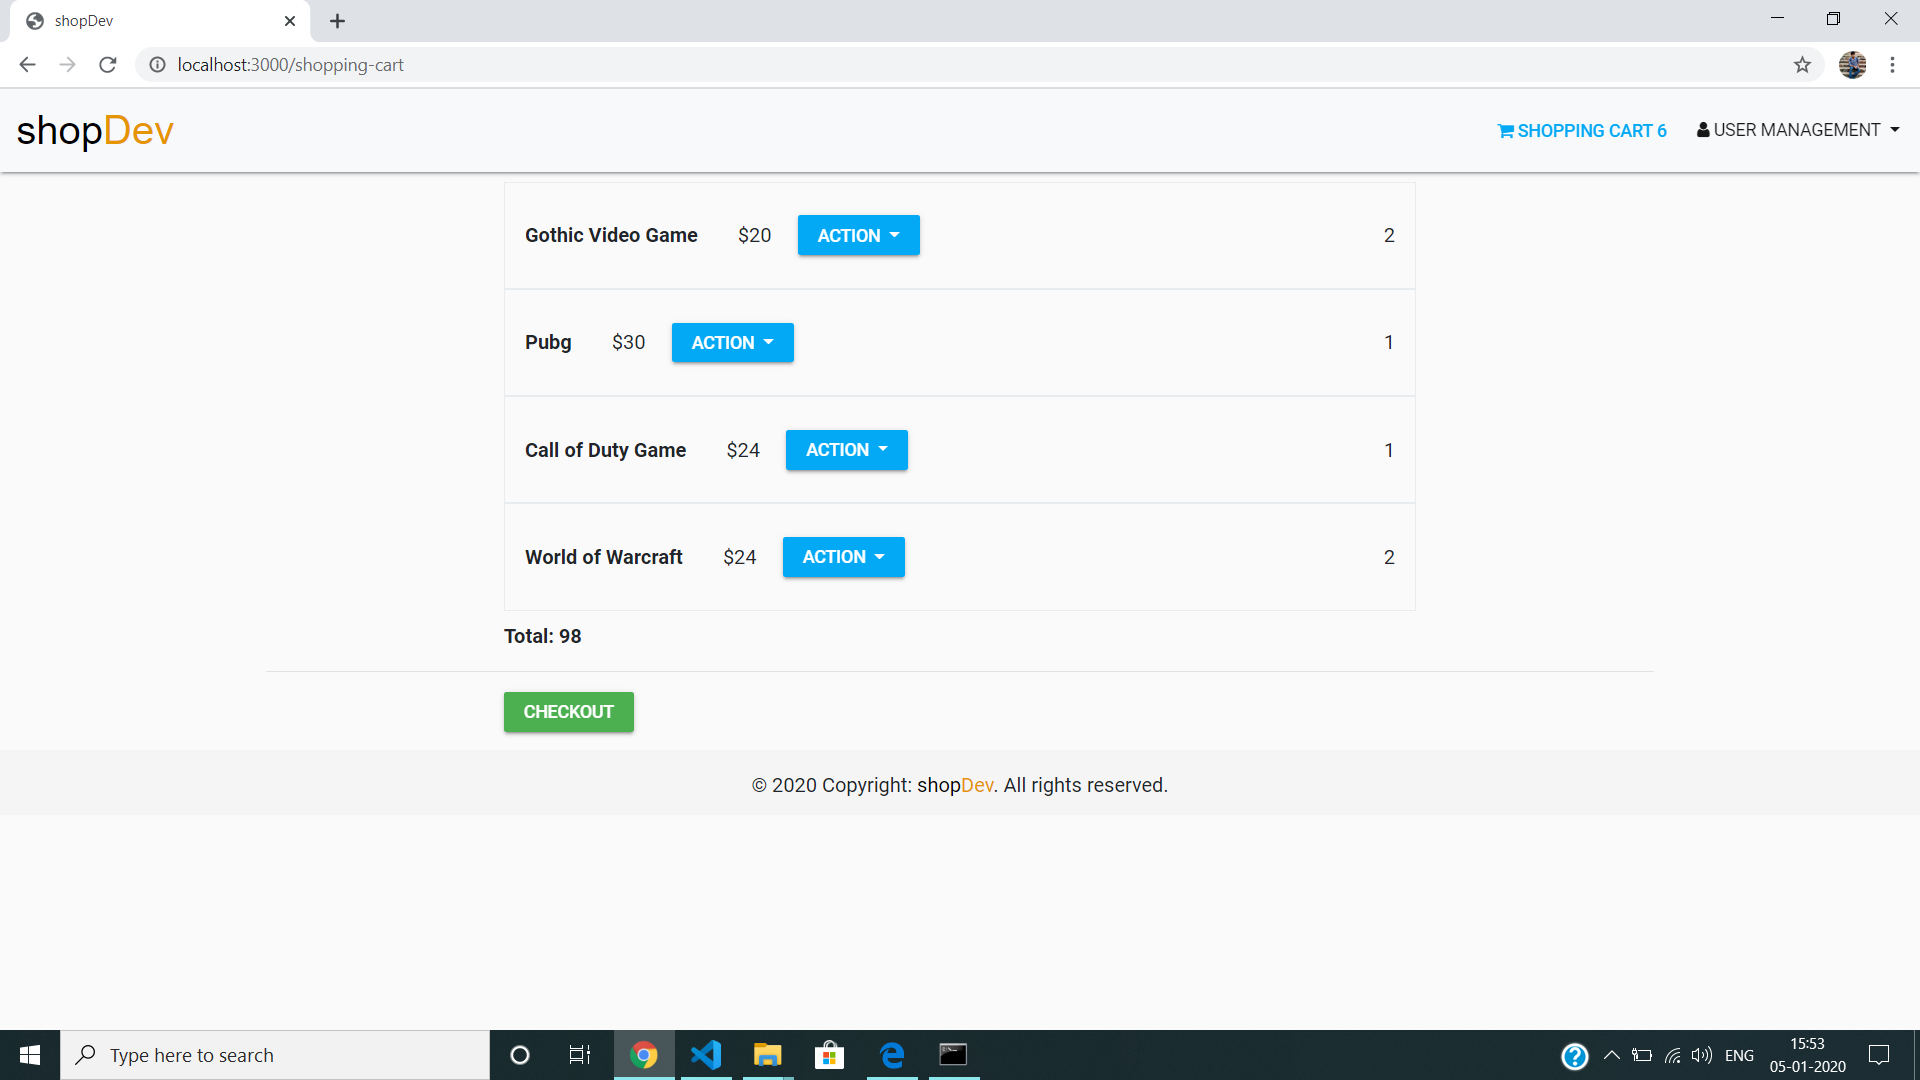 shopDev
localhost:3000/shopping-cart
shopDev
SHOPPING CART 6
USER MANAGEMENT
Gothic Video Game $20 ACTION 2
Pubg $30 ACTION 1
Call of Duty Game $24 ACTION 1
World of Warcraft $24 ACTION 2
Total: 98
CHECKOUT
© 2020 Copyright: shopDev. All rights reserved.
Type here to search
ENG
15:53
05-01-2020